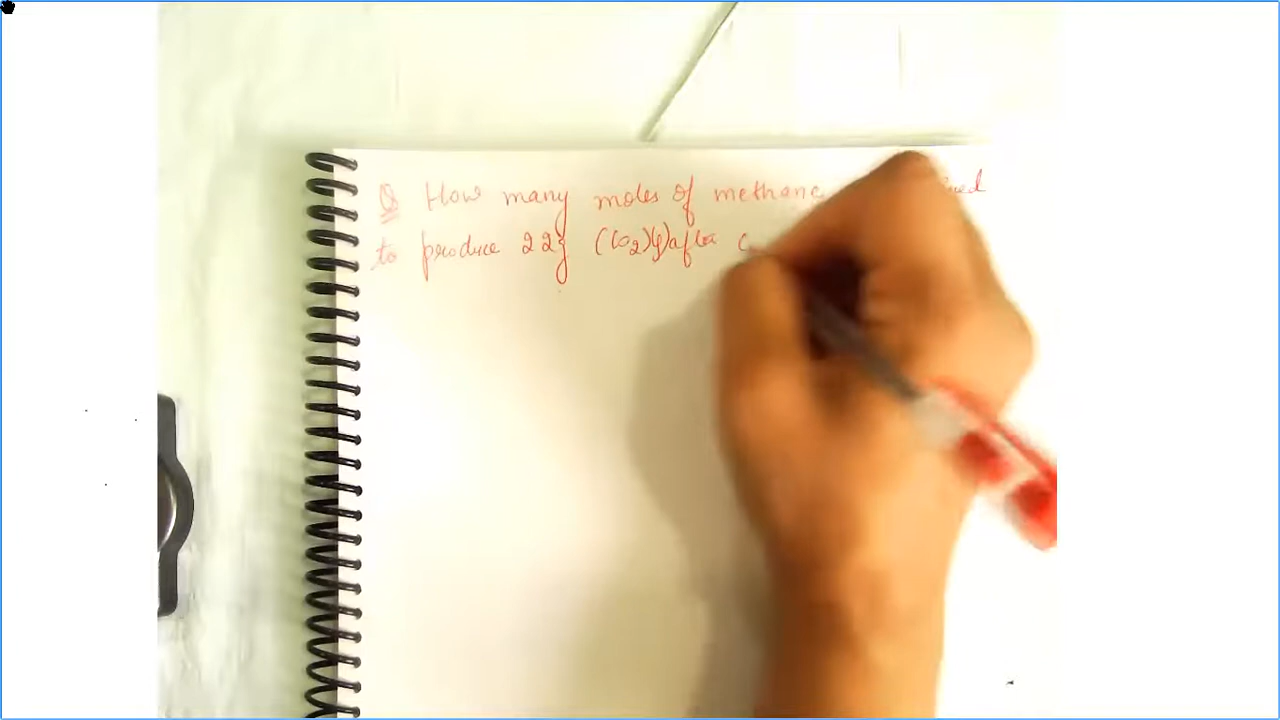 Q How many moles of methane
to produce 22g (CO2)(g) after